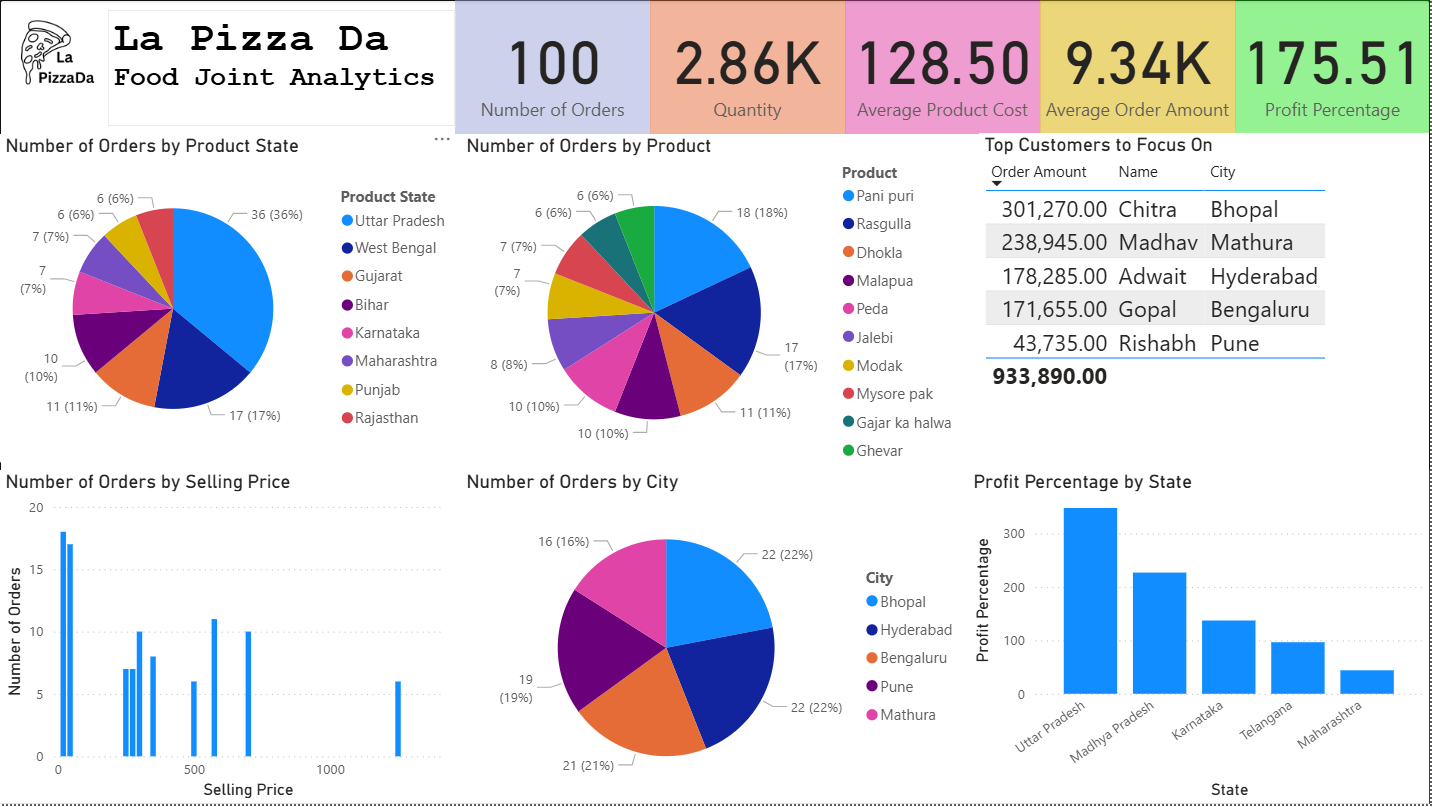 La
PizzaDa
La Pizza Da
Food Joint Analytics
100
Number of Orders
2.86K
Quantity
128.50
Average Product Cost
9.34K
Average Order Amount
175.51
Profit Percentage
Number of Orders by Product State
...
36 (36%)
17 (17%)
11 (11%)
10
(10%)
7
(7%)
7 (7%)
6 (6%)
6 (6%)
Product State
Uttar Pradesh
West Bengal
Gujarat
Bihar
Karnataka
Maharashtra
Punjab
Rajasthan
Number of Orders by Product
18 (18%)
17
(17%)
11 (11%)
10 (10%)
10 (10%)
8 (8%)
7
(7%)
7 (7%)
6 (6%)
6 (6%)
Product
Pani puri
Rasgulla
Dhokla
Malapua
Peda
Jalebi
Modak
Mysore pak
Gajar ka halwa
Ghevar
Top Customers to Focus On
Order Amount Name City
301,270.00 Chitra Bhopal
238,945.00 Madhav Mathura
178,285.00 Adwait Hyderabad
171,655.00 Gopal Bengaluru
43,735.00 Rishabh Pune
933,890.00
Number of Orders by Selling Price
Number of Orders
20
15
10
5
0
0 500 1000
Selling Price
Number of Orders by City
22 (22%)
22 (22%)
21 (21%)
19
(19%)
16 (16%)
City
Bhopal
Hyderabad
Bengaluru
Pune
Mathura
Profit Percentage by State
Profit Percentage
300
200
100
0
Uttar Pradesh
Madhya Pradesh
Karnataka
Telangana
Maharashtra
State